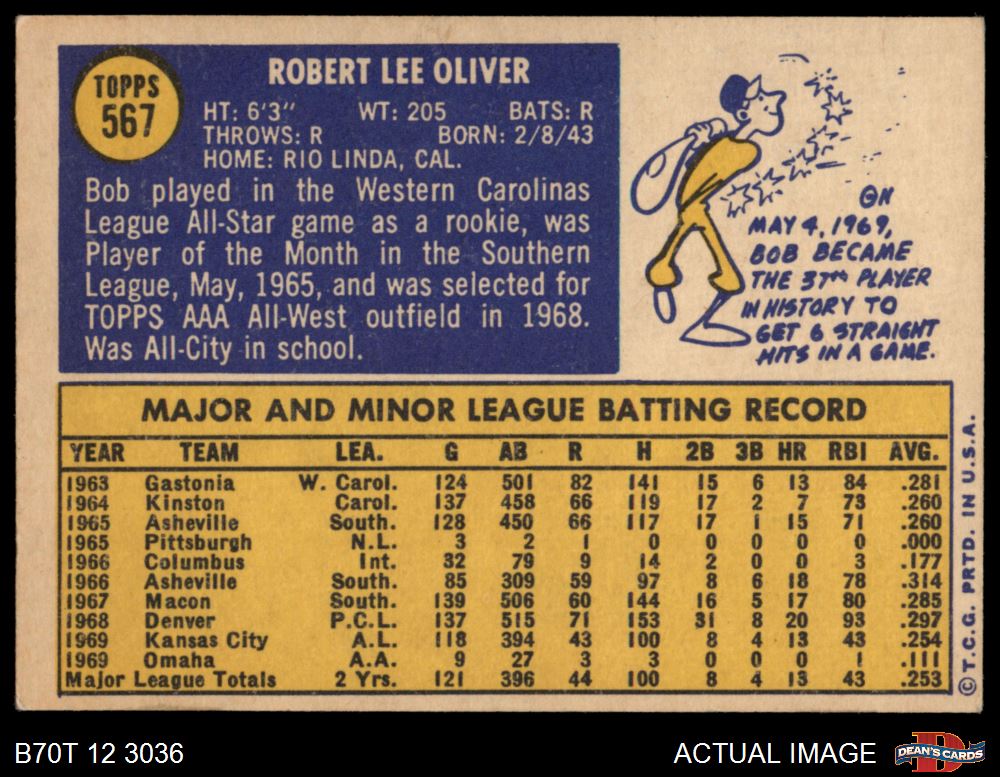 TOPPS
567
ROBERT LEE OLIVER
HT: 6'3" WT: 205 BATS: R
THROWS: R BORN: 2/8/43
HOME: RIO LINDA, CAL.
Bob played in the Western Carolinas
League All-Star game as a rookie, was
Player of the Month in the Southern
League, May, 1965, and was selected for
TOPPS AAA All-West outfield in 1968.
Was All-City in school.
ON
MAY 4, 1969,
BOB BECAME
THE 37TH PLAYER
IN HISTORY TO
GET 6 STRAIGHT
HITS IN A GAME.
MAJOR AND MINOR LEAGUE BATTING RECORD
YEAR TEAM LEA. G AB R H 2B 3B HR RBI AVG.
1963 Gastonia W. Carol. 124 501 82 141 15 6 13 84 .281
1964 Kinston Carol. 137 458 66 119 17 2 7 73 .260
1965 Asheville South. 128 450 66 117 17 1 15 71 .260
1965 Pittsburgh N.L. 3 2 1 0 0 0 0 0 .000
1966 Columbus Int. 32 79 9 14 2 0 0 3 .177
1966 Asheville South. 85 309 59 97 8 6 18 78 .314
1967 Macon South. 139 506 60 144 16 5 17 80 .285
1968 Denver P.C.L. 137 515 71 153 31 8 20 93 .297
1969 Kansas City A.L. 118 394 43 100 8 4 13 43 .254
1969 Omaha A.A. 9 27 3 3 0 0 0 1 .111
Major League Totals 2 Yrs. 121 396 44 100 8 4 13 43 .253
© T.C.G. PRTD. IN U.S.A.
B70T 12 3036
ACTUAL IMAGE
D
DEAN'S CARDS